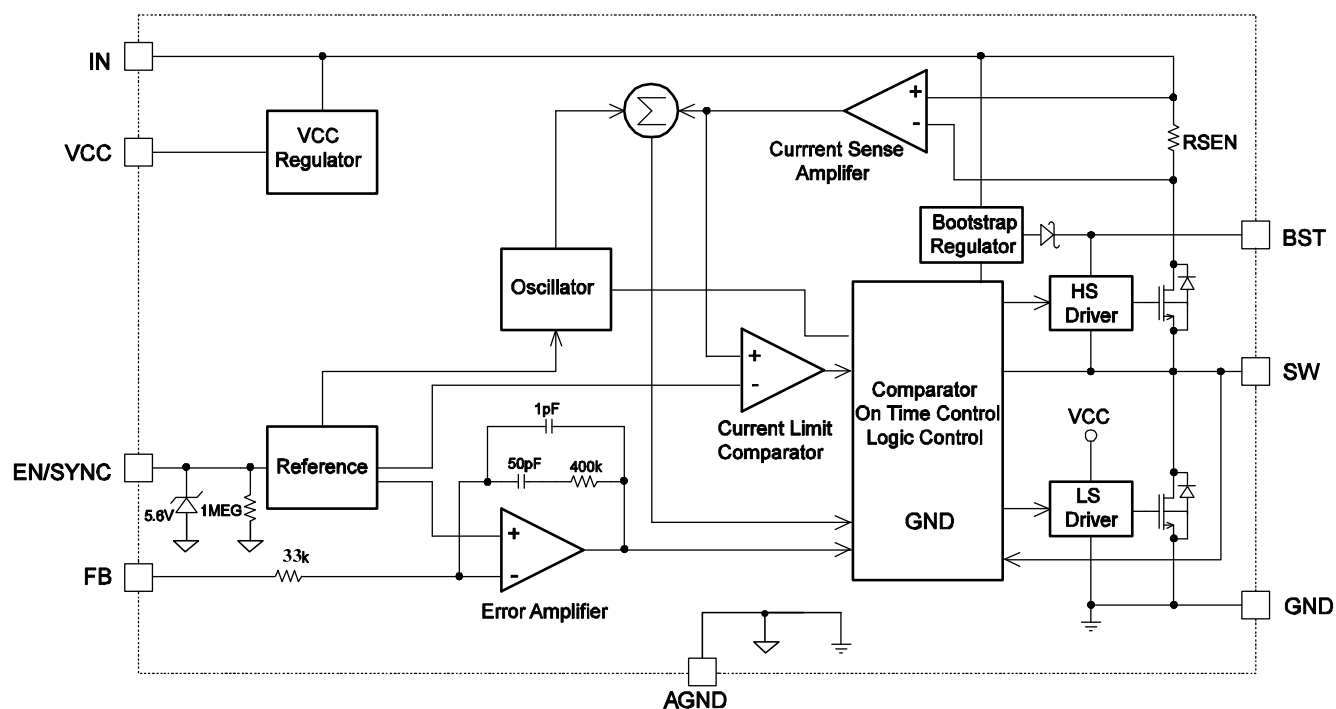 IN
VCC
VCC
Regulator
Σ
+
-
Currrent Sense
Amplifer
RSEN
Bootstrap
Regulator
BST
Oscillator
HS
Driver
+
-
Current Limit
Comparator
Comparator
On Time Control
Logic Control
GND
SW
VCC
LS
Driver
EN/SYNC
5.6V
1MEG
Reference
1pF
50pF
400k
+
-
Error Amplifier
FB
33k
GND
AGND